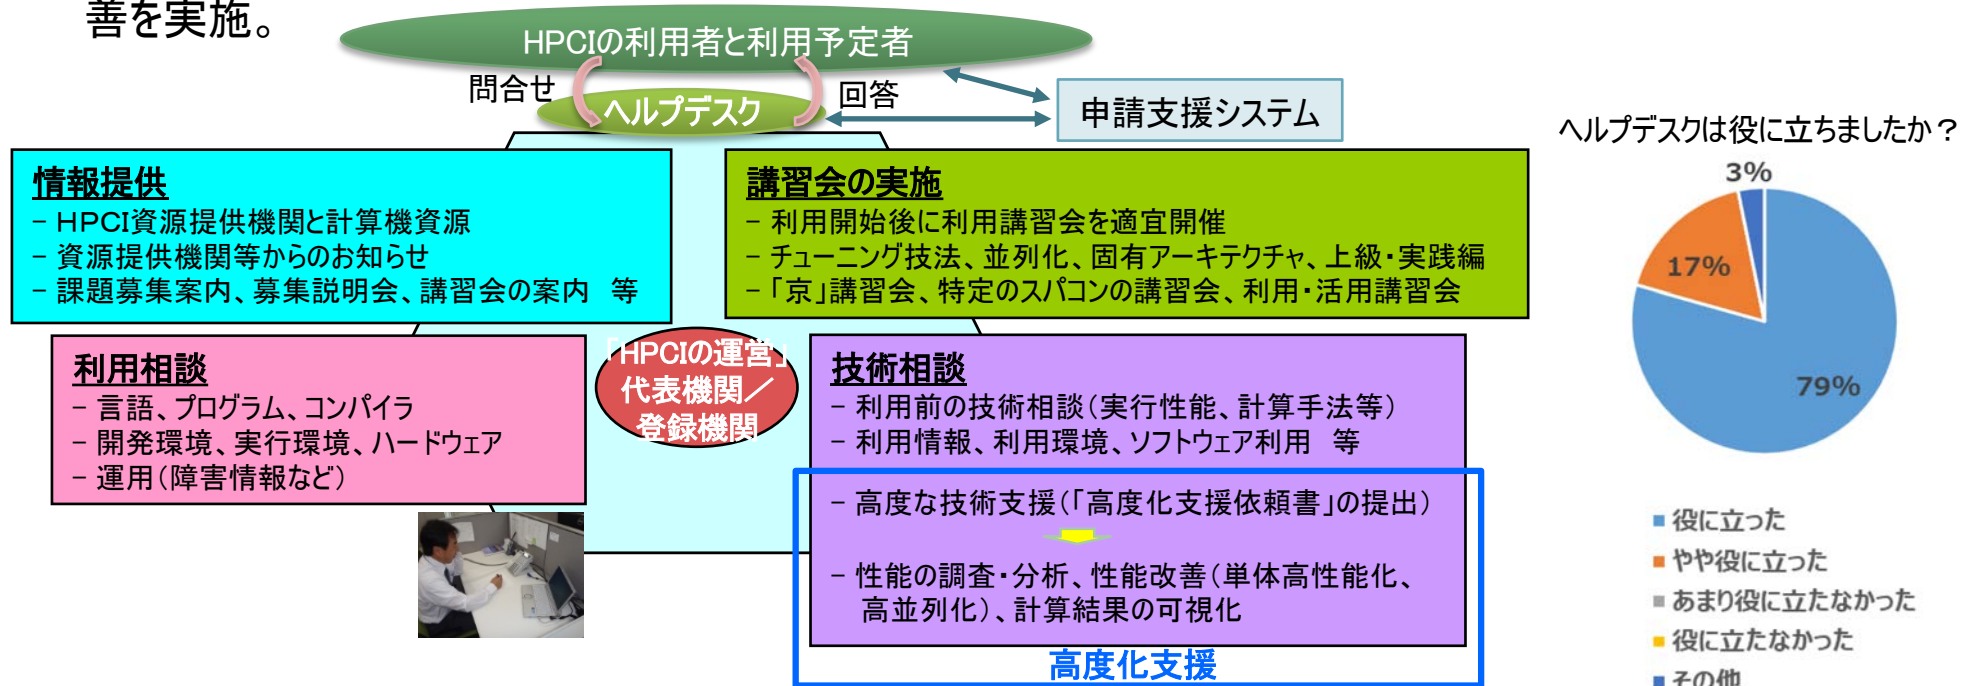 善を実施。
HPCIの利用者と利用予定者
問合せ
回答
ヘルプデスク
申請支援システム
情報提供
- HPCI資源提供機関と計算機資源
- 資源提供機関等からのお知らせ
- 課題募集案内、募集説明会、講習会の案内　等
講習会の実施
- 利用開始後に利用講習会を適宜開催
- チューニング技法、並列化、固有アーキテクチャ、上級・実践編
- 「京」講習会、特定のスパコンの講習会、利用・活用講習会
利用相談
- 言語、プログラム、コンパイラ
- 開発環境、実行環境、ハードウェア
- 運用(障害情報など)
「HPCIの運営」
代表機関／
登録機関
技術相談
- 利用前の技術相談(実行性能、計算手法等)
- 利用情報、利用環境、ソフトウェア利用　等
- 高度な技術支援(「高度化支援依頼書」の提出)
- 性能の調査・分析、性能改善(単体高性能化、
高並列化)、計算結果の可視化
高度化支援
ヘルプデスクは役に立ちましたか？
3%
17%
79%
役に立った
やや役に立った
あまり役に立たなかった
役に立たなかった
その他